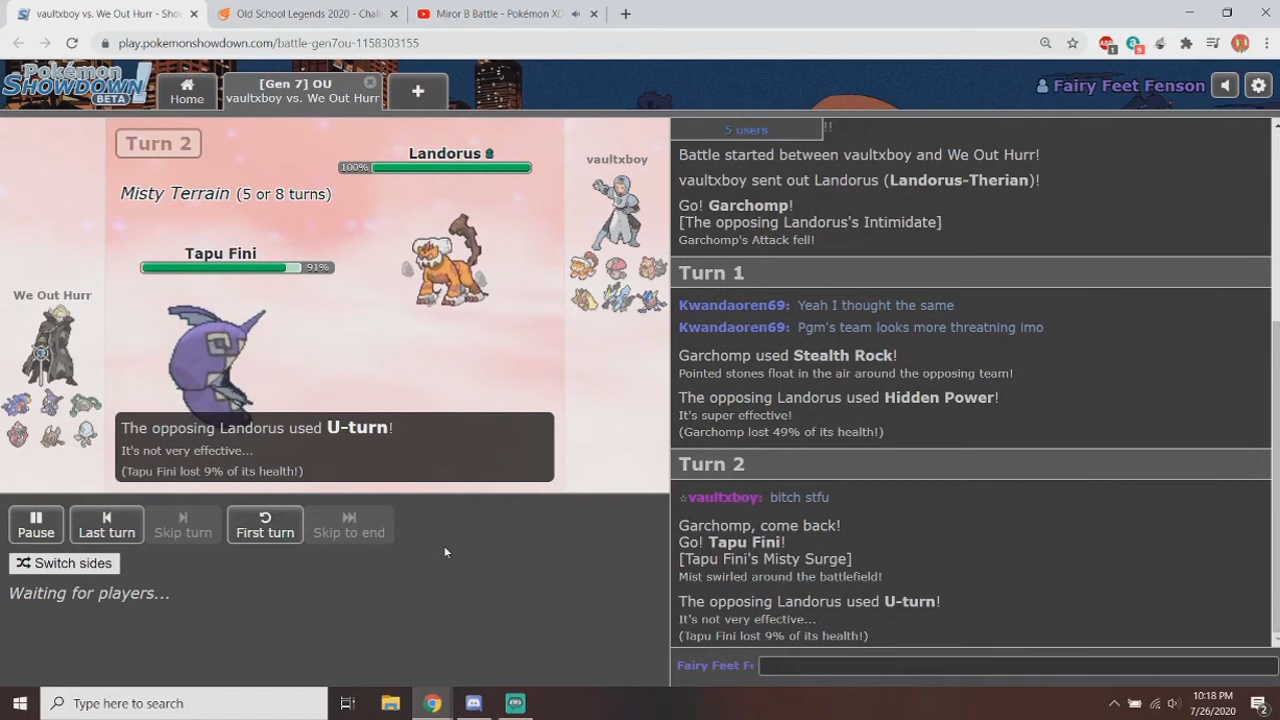 vaultxboy vs. We Out Hurr - Sho
Old School Legends 2020 - Chal
Miror B Battle - Pokémon XD
play.pokemonshowdown.com/battle-gen7ou-1158303155
Pokémon
SHOWDOWN!
BETA
Home
[Gen 7] OU
vaultxboy vs. We Out Hurr
Fairy Feet Fenson
Turn 2
Misty Terrain (5 or 8 turns)
Landorus
100%
vaultxboy
Tapu Fini
91%
We Out Hurr
The opposing Landorus used U-turn!
It's not very effective...
(Tapu Fini lost 9% of its health!)
Pause
Last turn
Skip turn
First turn
Skip to end
Switch sides
Waiting for players...
5 users
!!
Battle started between vaultxboy and We Out Hurr!
vaultxboy sent out Landorus (Landorus-Therian)!
Go! Garchomp!
[The opposing Landorus's Intimidate]
Garchomp's Attack fell!
Turn 1
Kwandaoren69: Yeah I thought the same
Kwandaoren69: Pgm's team looks more threatning imo
Garchomp used Stealth Rock!
Pointed stones float in the air around the opposing team!
The opposing Landorus used Hidden Power!
It's super effective!
(Garchomp lost 49% of its health!)
Turn 2
☆vaultxboy: bitch stfu
Garchomp, come back!
Go! Tapu Fini!
[Tapu Fini's Misty Surge]
Mist swirled around the battlefield!
The opposing Landorus used U-turn!
It's not very effective...
(Tapu Fini lost 9% of its health!)
Fairy Feet Fe
Type here to search
10:18 PM
7/26/2020
2